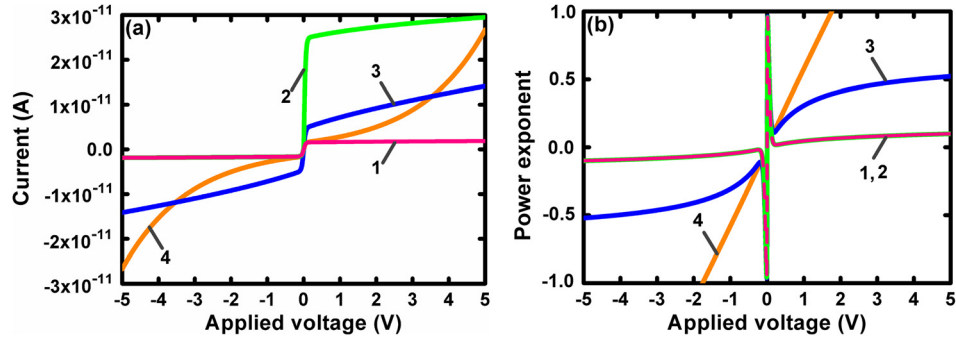 (a)
3x10⁻¹¹
2x10⁻¹¹
1x10⁻¹¹
0.0
-1x10⁻¹¹
-2x10⁻¹¹
-3x10⁻¹¹
Current (A)
2
3
1
4
-5 -4 -3 -2 -1 0 1 2 3 4 5
Applied voltage (V)
(b)
1.0
0.5
0.0
-0.5
-1.0
Power exponent
3
1, 2
4
-5 -4 -3 -2 -1 0 1 2 3 4 5
Applied voltage (V)